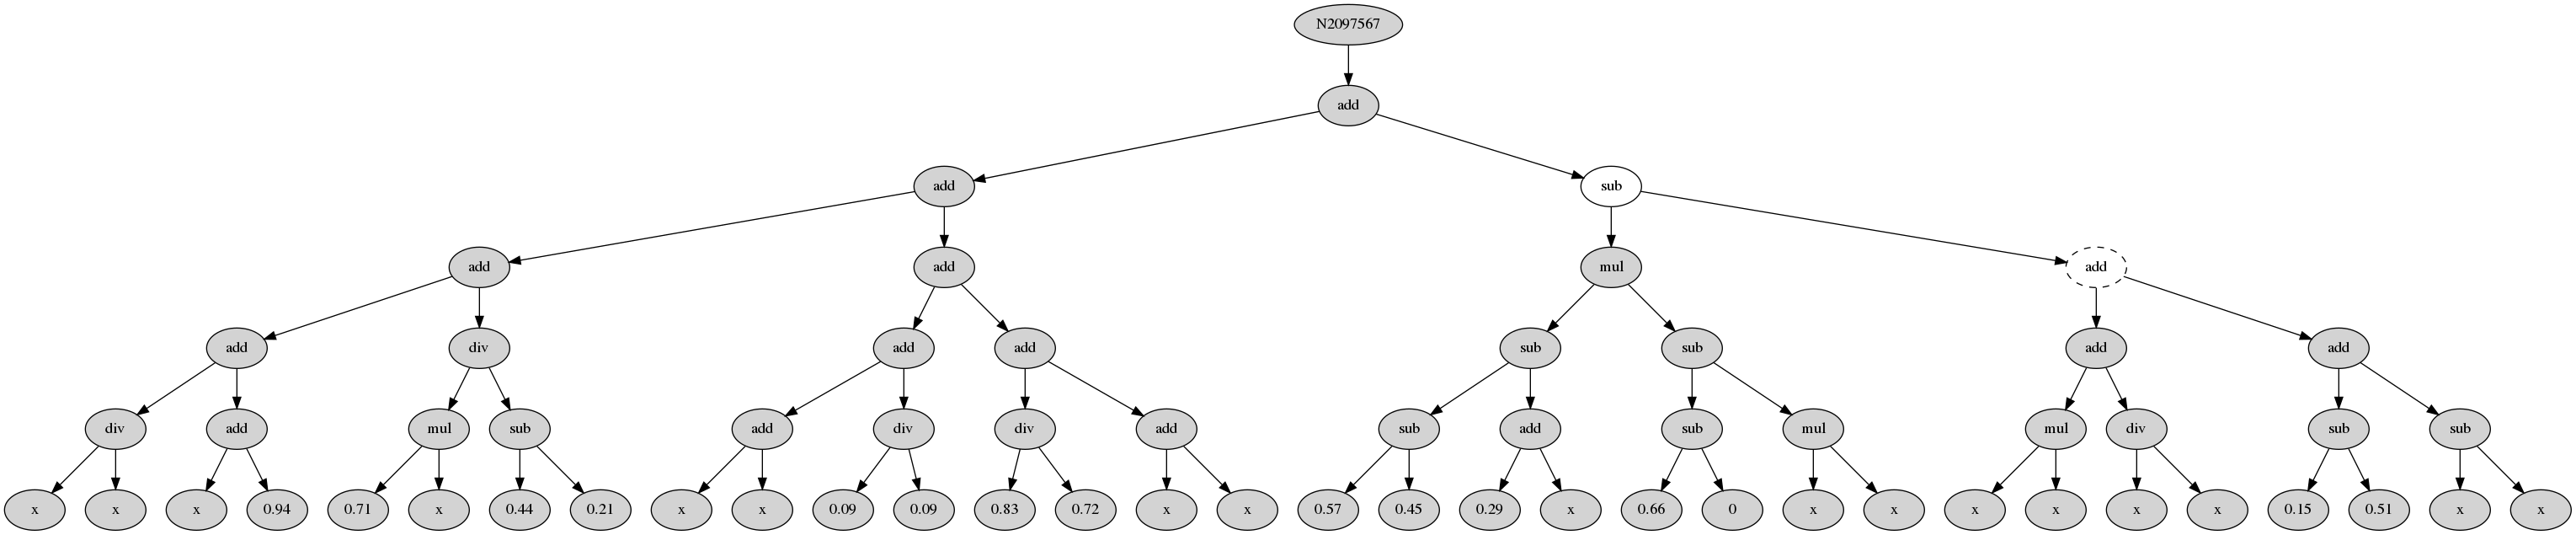 N2097567
add
add sub
add add mul add
add div add add sub sub add add
div add mul sub add div div add sub add sub mul mul div sub sub
x x x 0.94 0.71 x 0.44 0.21 x x 0.09 0.09 0.83 0.72 x x 0.57 0.45 0.29 x 0.66 0 x x x x x x 0.15 0.51 x x